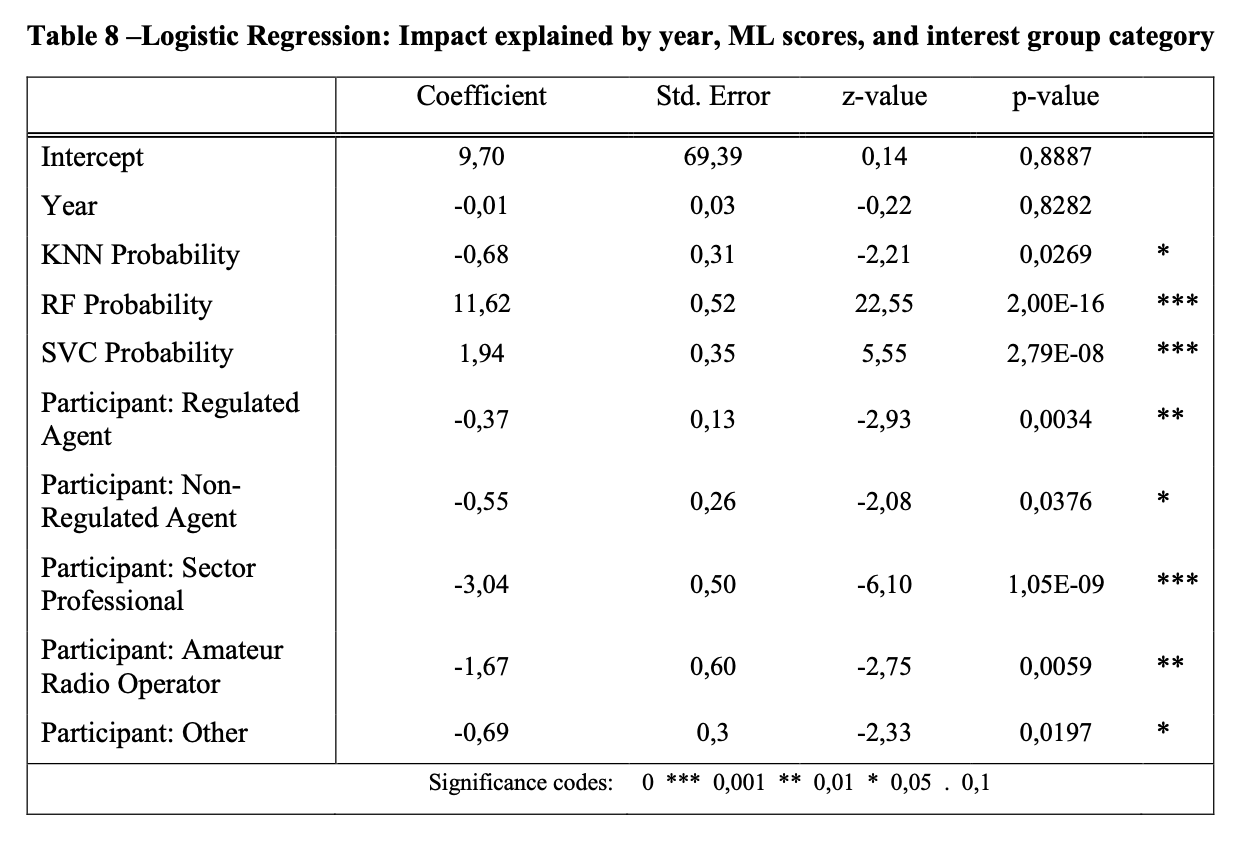 Table 8 –Logistic Regression: Impact explained by year, ML scores, and interest group category
Coefficient Std. Error z-value p-value
Intercept 9,70 69,39 0,14 0,8887
Year -0,01 0,03 -0,22 0,8282
KNN Probability -0,68 0,31 -2,21 0,0269 *
RF Probability 11,62 0,52 22,55 2,00E-16 ***
SVC Probability 1,94 0,35 5,55 2,79E-08 ***
Participant: Regulated
Agent -0,37 0,13 -2,93 0,0034 **
Participant: Non-
Regulated Agent -0,55 0,26 -2,08 0,0376 *
Participant: Sector
Professional -3,04 0,50 -6,10 1,05E-09 ***
Participant: Amateur
Radio Operator -1,67 0,60 -2,75 0,0059 **
Participant: Other -0,69 0,3 -2,33 0,0197 *
Significance codes: 0 *** 0,001 ** 0,01 * 0,05 . 0,1